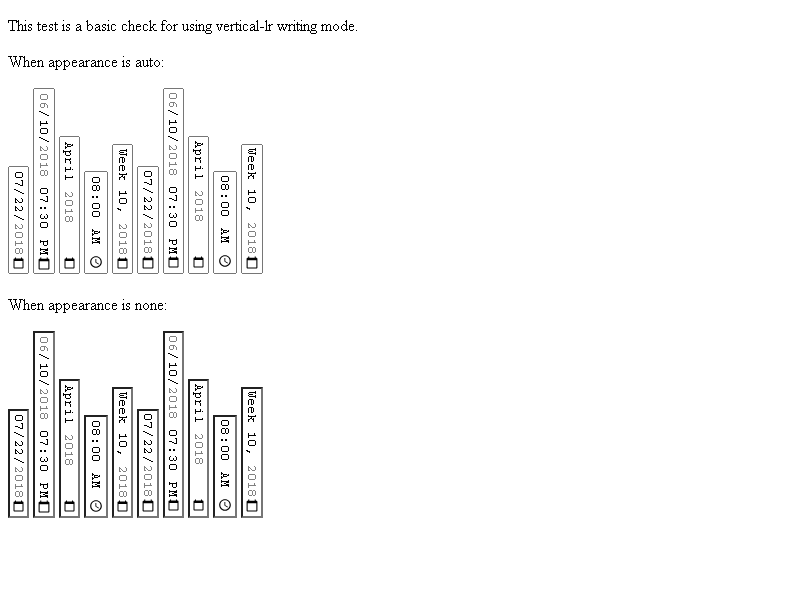 This test is a basic check for using vertical-lr writing mode.
When appearance is auto:
07/22/2018
06/10/2018 07:30 PM
April 2018
08:00 AM
Week 10, 2018
07/22/2018
06/10/2018 07:30 PM
April 2018
08:00 AM
Week 10, 2018
When appearance is none:
07/22/2018
06/10/2018 07:30 PM
April 2018
08:00 AM
Week 10, 2018
07/22/2018
06/10/2018 07:30 PM
April 2018
08:00 AM
Week 10, 2018